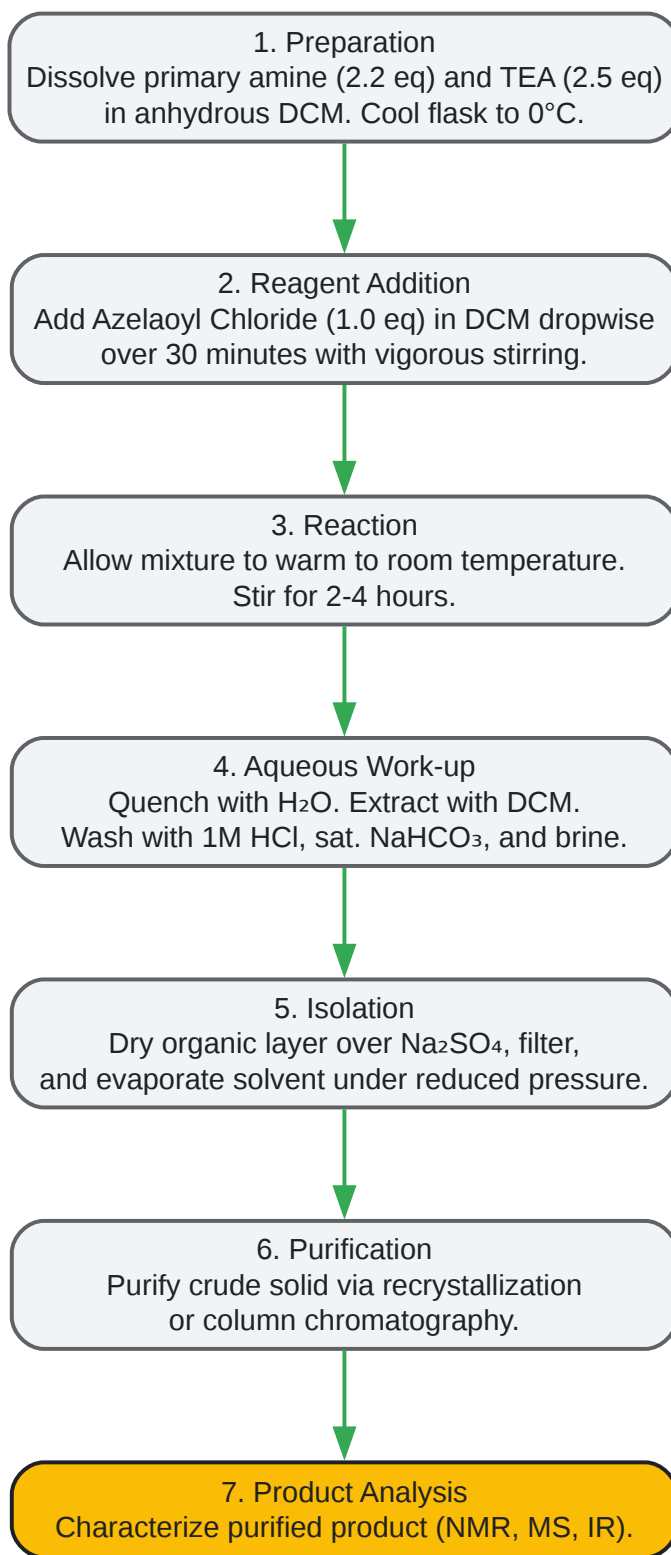 1. Preparation
Dissolve primary amine (2.2 eq) and TEA (2.5 eq)
in anhydrous DCM. Cool flask to 0°C.
2. Reagent Addition
Add Azelaoyl Chloride (1.0 eq) in DCM dropwise
over 30 minutes with vigorous stirring.
3. Reaction
Allow mixture to warm to room temperature.
Stir for 2-4 hours.
4. Aqueous Work-up
Quench with H₂O. Extract with DCM.
Wash with 1M HCl, sat. NaHCO₃, and brine.
5. Isolation
Dry organic layer over Na₂SO₄, filter,
and evaporate solvent under reduced pressure.
6. Purification
Purify crude solid via recrystallization
or column chromatography.
7. Product Analysis
Characterize purified product (NMR, MS, IR).